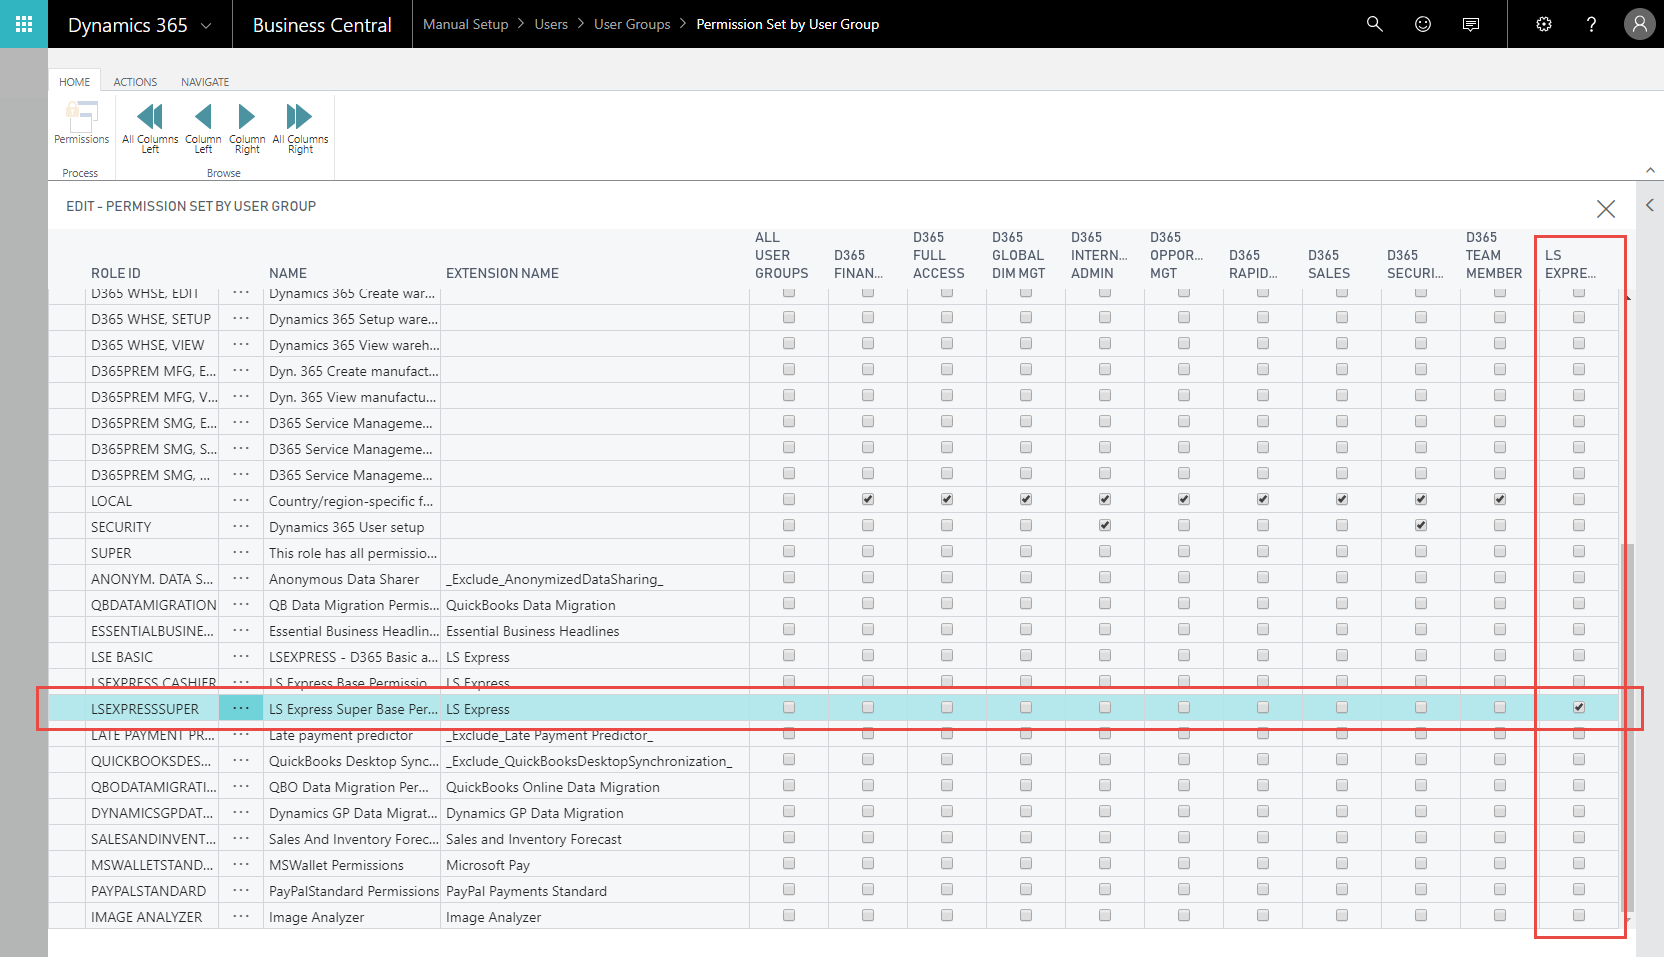 Dynamics 365
Business Central
Manual Setup > Users > User Groups > Permission Set by User Group
HOME ACTIONS NAVIGATE
Permissions
All Columns Left
Column Left
Column Right
All Columns Right
Process
Browse
EDIT - PERMISSION SET BY USER GROUP
ROLE ID NAME EXTENSION NAME ALL USER GROUPS D365 FINAN... D365 FULL ACCESS D365 GLOBAL DIM MGT D365 INTERN... ADMIN D365 OPPOR... MGT D365 RAPID... D365 SALES D365 SECURI... D365 TEAM MEMBER LS EXPRE...
D365 WHSE, EDIT ... Dynamics 365 Create war...
D365 WHSE, SETUP ... Dynamics 365 Setup ware...
D365 WHSE, VIEW ... Dynamics 365 View wareh...
D365PREM MFG, E... ... Dyn. 365 Create manufact...
D365PREM MFG, V... ... Dyn. 365 View manufactu...
D365PREM SMG, E... ... D365 Service Manageme...
D365PREM SMG, S... ... D365 Service Manageme...
D365PREM SMG, ... ... D365 Service Manageme...
LOCAL ... Country/region-specific f...
SECURITY ... Dynamics 365 User setup
SUPER ... This role has all permissio...
ANONYM. DATA S... ... Anonymous Data Sharer _Exclude_AnonymizedDataSharing_
QBDATAMIGRATION ... QB Data Migration Permis... QuickBooks Data Migration
ESSENTIALBUSINE... ... Essential Business Headlin... Essential Business Headlines
LSE BASIC ... LSEXPRESS - D365 Basic a... LS Express
LSEXPRESS CASHIER ... LS Express Base Permissio... LS Express
LSEXPRESSSUPER ... LS Express Super Base Per... LS Express
LATE PAYMENT PR... ... Late payment predictor _Exclude_Late Payment Predictor_
QUICKBOOKSDES... ... QuickBooks Desktop Sync... _Exclude_QuickBooksDesktopSynchronization_
QBODATAMIGRATI... ... QBO Data Migration Per... QuickBooks Online Data Migration
DYNAMICSGPDAT... ... Dynamics GP Data Migrat... Dynamics GP Data Migration
SALESANDINVENT... ... Sales And Inventory Forec... Sales and Inventory Forecast
MSWALLETSTAND... ... MSWallet Permissions Microsoft Pay
PAYPALSTANDARD ... PayPalStandard Permissions PayPal Payments Standard
IMAGE ANALYZER ... Image Analyzer Image Analyzer